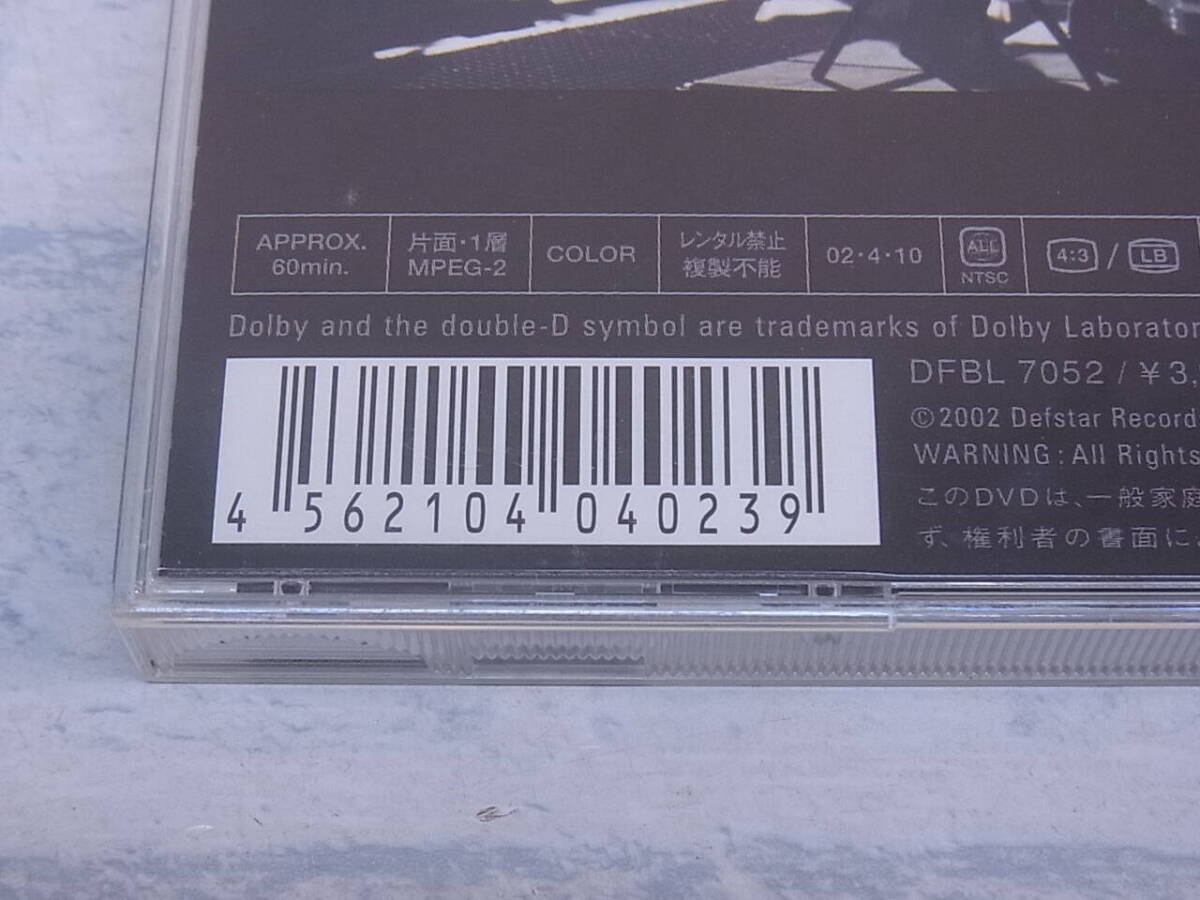 APPROX.
60min.
片面・1層
MPEG-2
COLOR
レンタル禁止
複製不能
02・4・10
ALL
NTSC
4:3 / LB
Dolby and the double-D symbol are trademarks of Dolby Laborator
DFBL 7052 / ¥3,
©2002 Defstar Record
WARNING : All Rights
このDVDは、一般家庭
ず、権利者の書面に
4 562104 040239